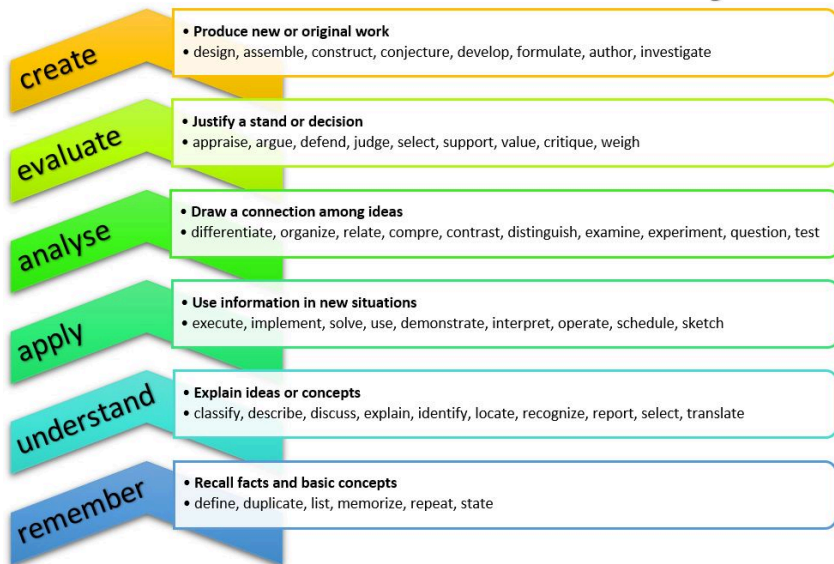 create
• Produce new or original work
• design, assemble, construct, conjecture, develop, formulate, author, investigate
evaluate
• Justify a stand or decision
• appraise, argue, defend, judge, select, support, value, critique, weigh
analyse
• Draw a connection among ideas
• differentiate, organize, relate, compre, contrast, distinguish, examine, experiment, question, test
apply
• Use information in new situations
• execute, implement, solve, use, demonstrate, interpret, operate, schedule, sketch
understand
• Explain ideas or concepts
• classify, describe, discuss, explain, identify, locate, recognize, report, select, translate
remember
• Recall facts and basic concepts
• define, duplicate, list, memorize, repeat, state